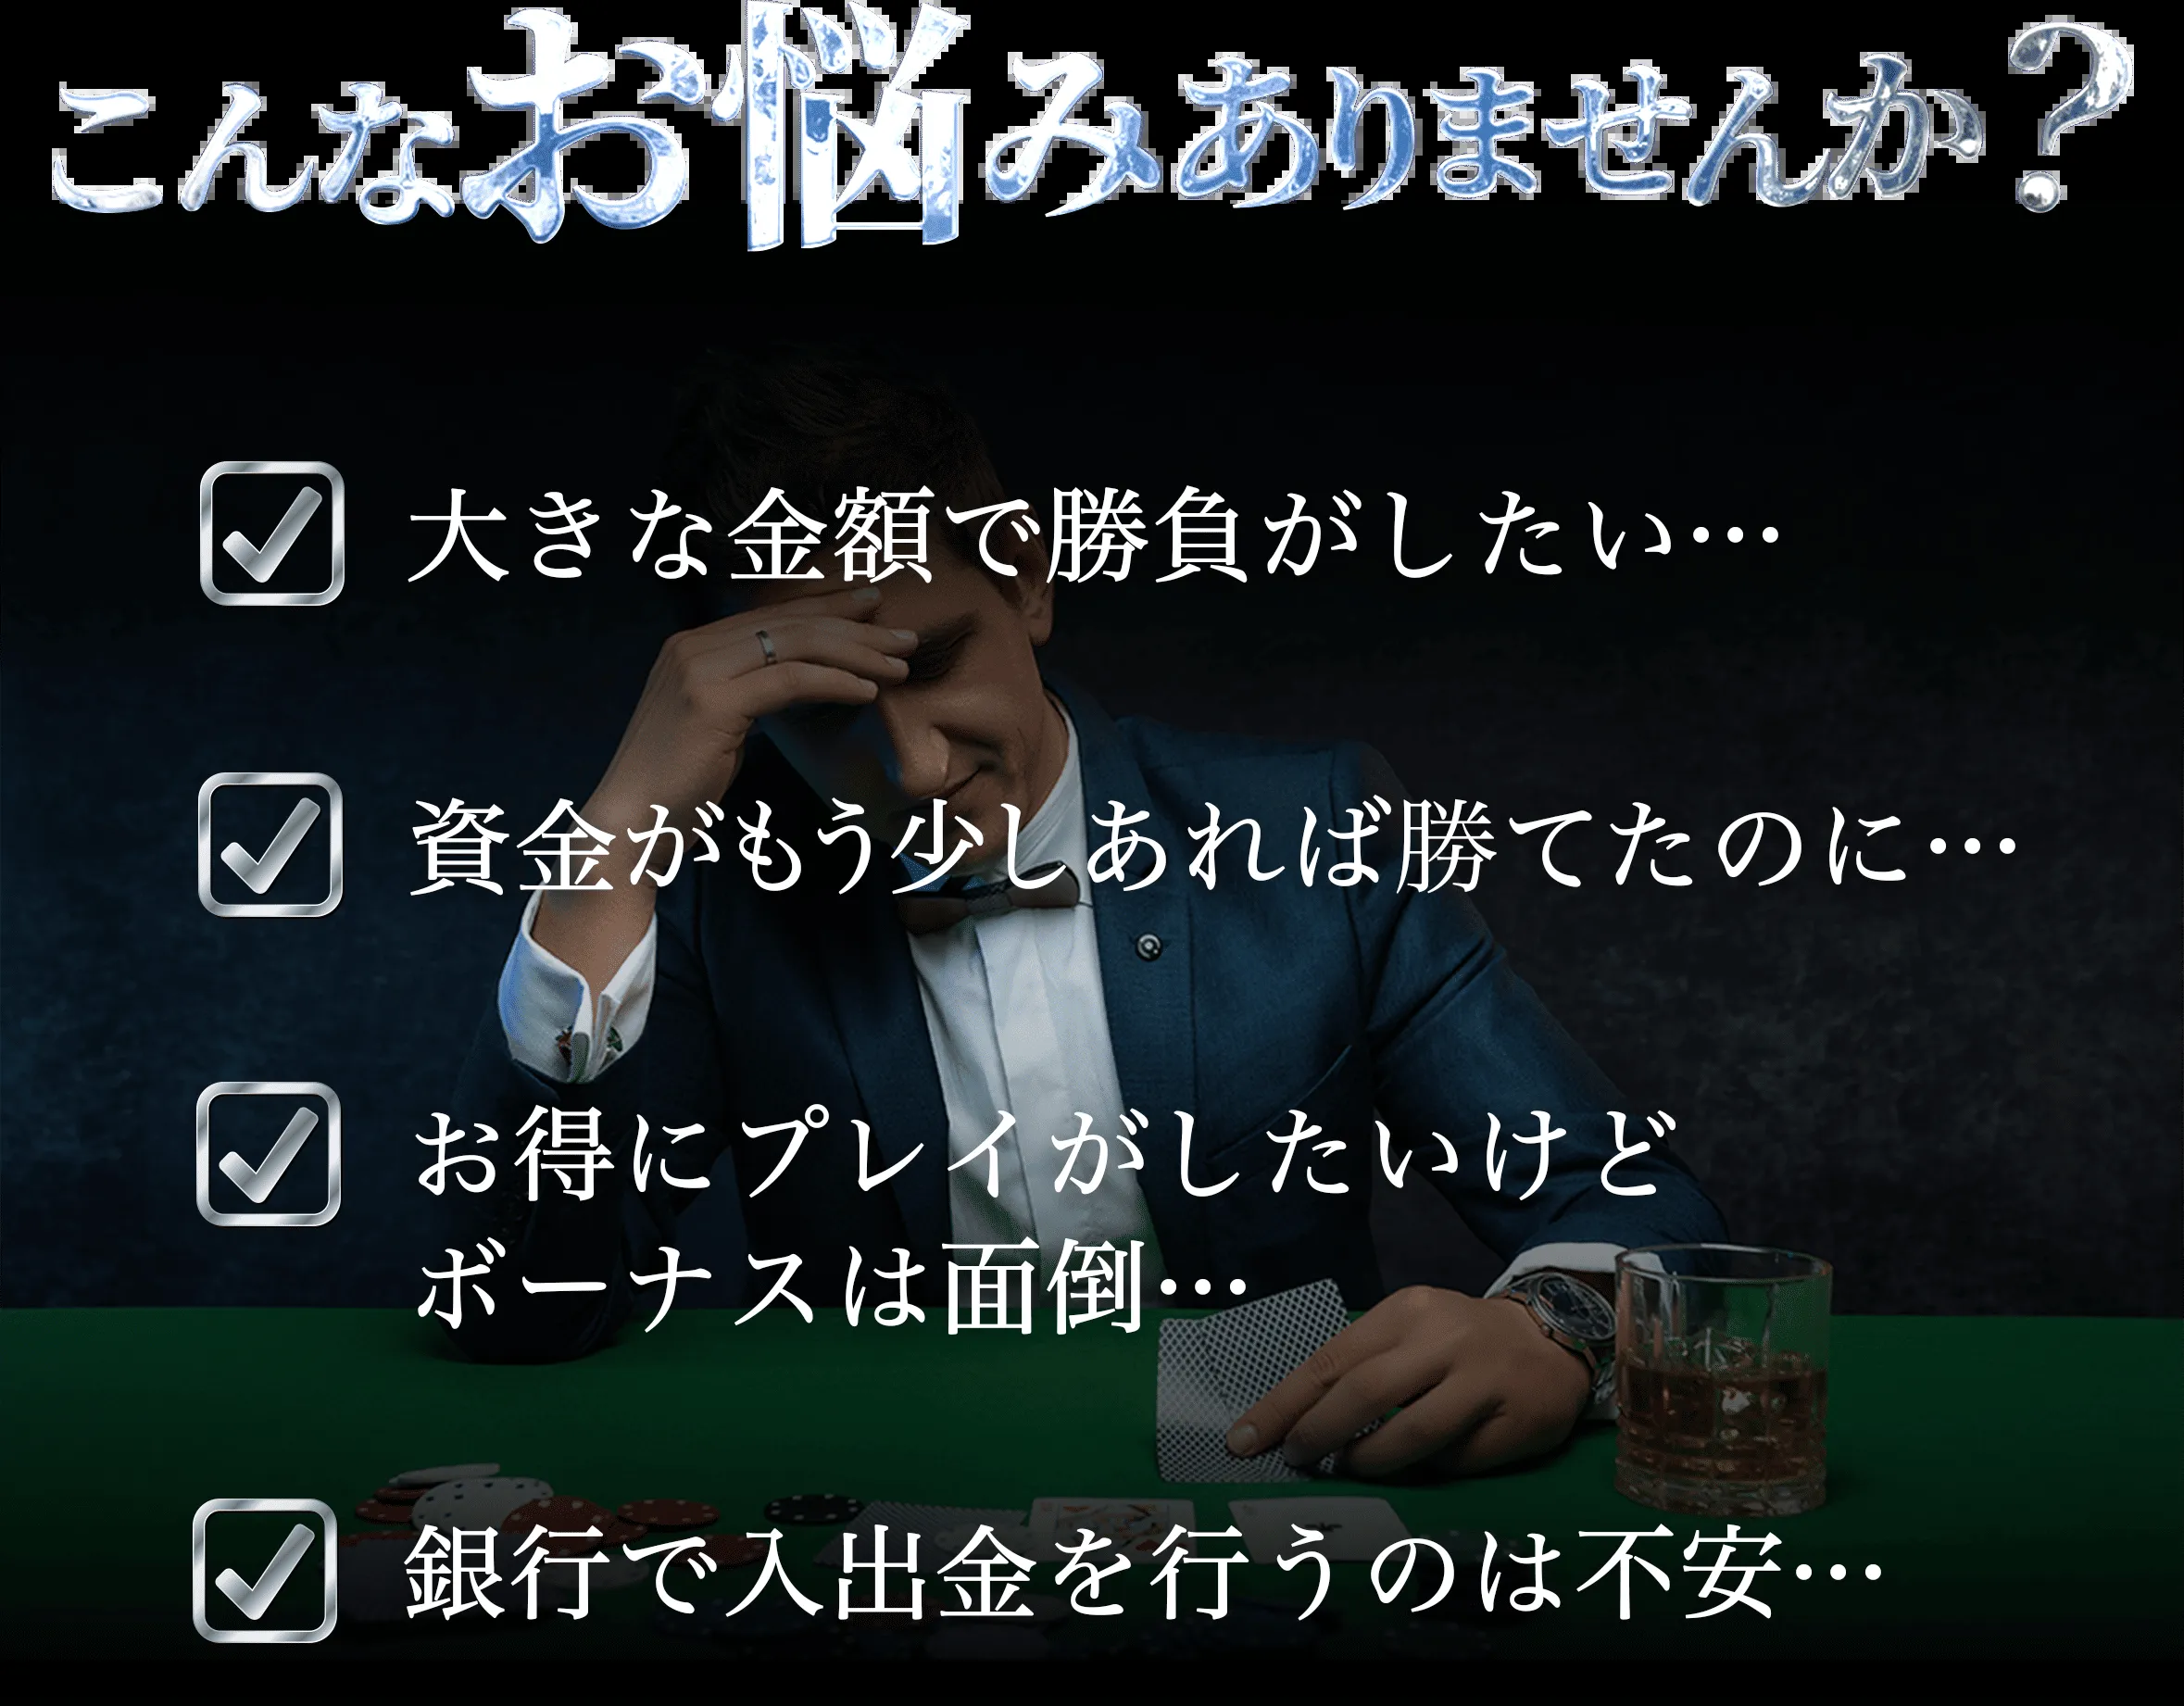 こんなお悩みありませんか？
大きな金額で勝負がしたい…
資金がもう少しあれば勝てたのに…
お得にプレイがしたいけど
ボーナスは面倒…
銀行で入出金を行うのは不安…